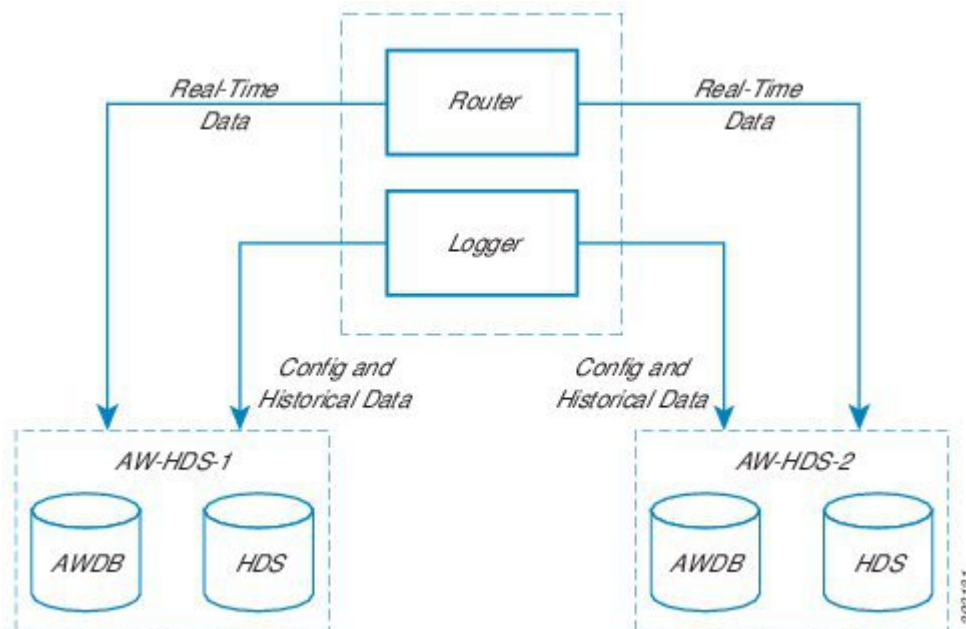 Real-Time
Data
Router
Real-Time
Data
Logger
Config and
Historical Data
Config and
Historical Data
AW-HDS-1
AW-HDS-2
AWDB
HDS
AWDB
HDS